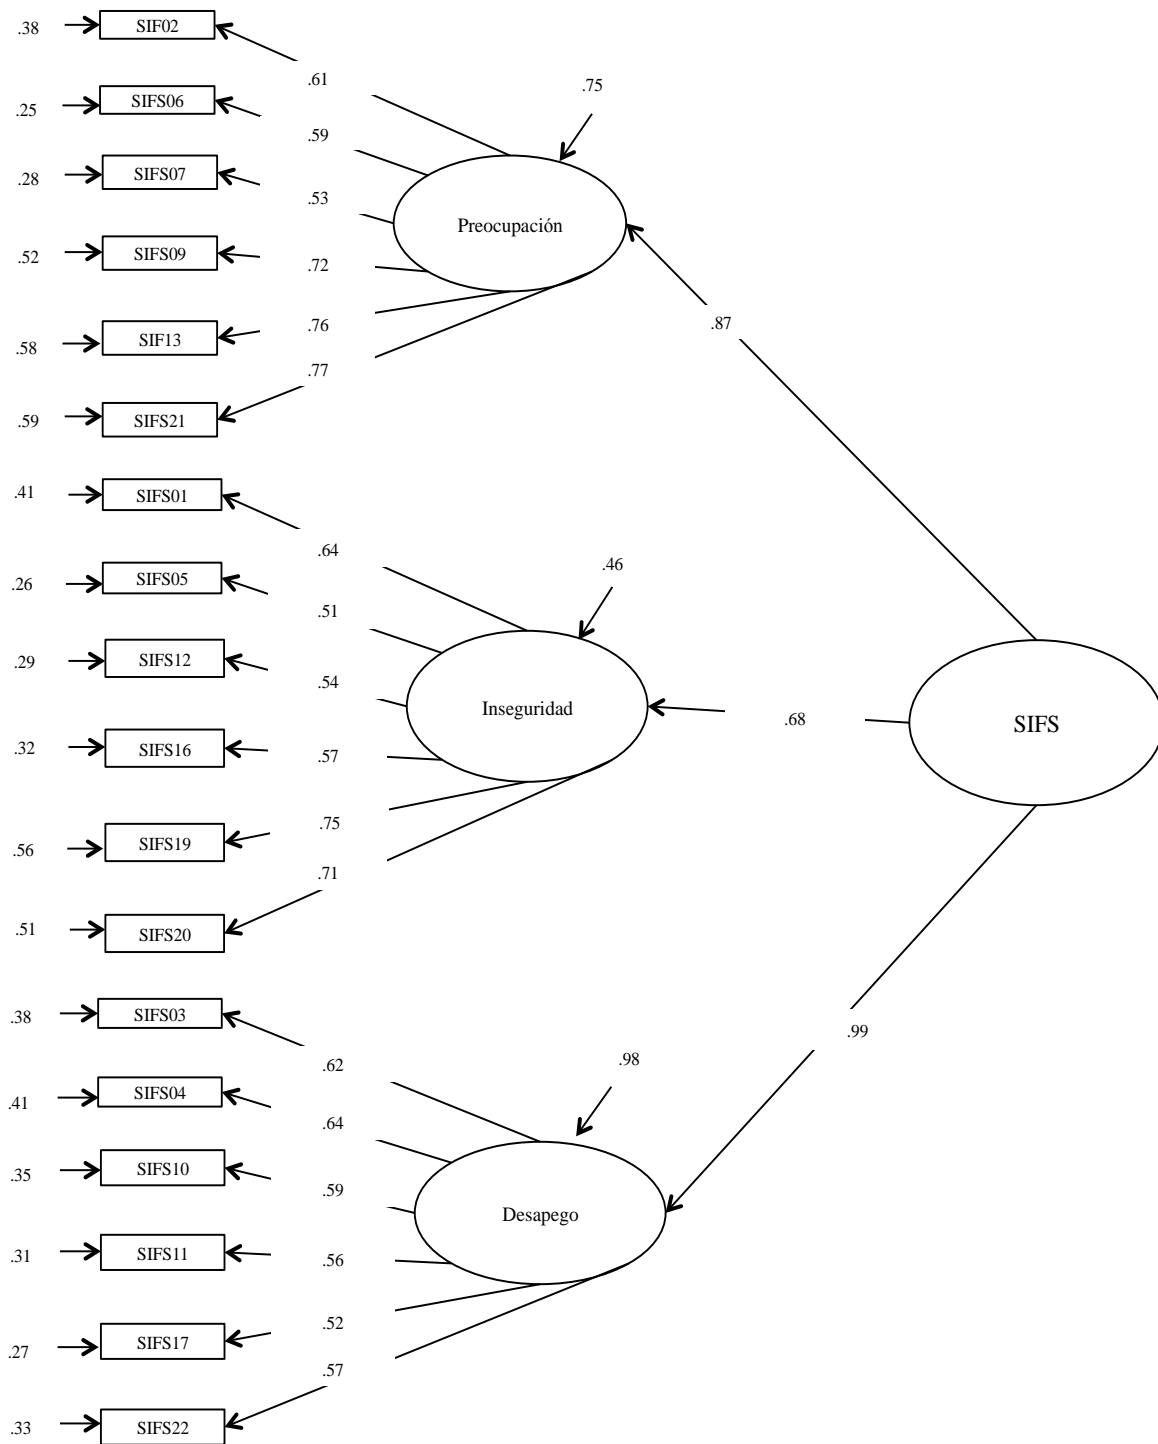 .38 SIF02
.61
.75
.25 SIFS06
.59
.28 SIFS07
.53
Preocupación
.52 SIFS09
.72
.76
.87
.58 SIF13
.77
.59 SIFS21
.41 SIFS01
.64
.46
.26 SIFS05
.51
.29 SIFS12
.54
Inseguridad
.68
SIFS
.32 SIFS16
.57
.75
.56 SIFS19
.71
.51 SIFS20
.38 SIFS03
.99
.62
.98
.41 SIFS04
.64
.35 SIFS10
.59
Desapego
.31 SIFS11
.56
.52
.27 SIFS17
.57
.33 SIFS22